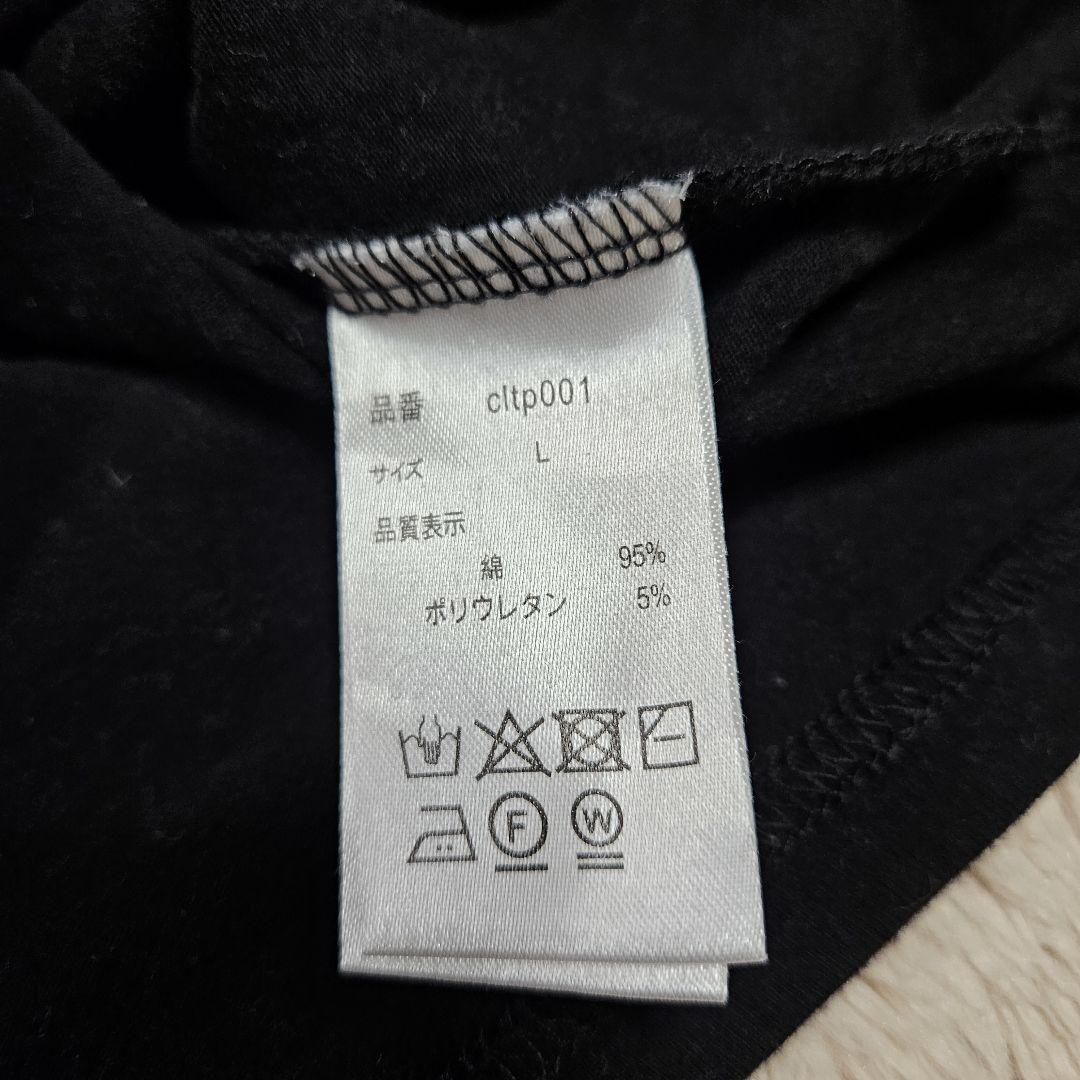 品番 cltp001
サイズ L
品質表示
綿 95%
ポリウレタン 5%
F W